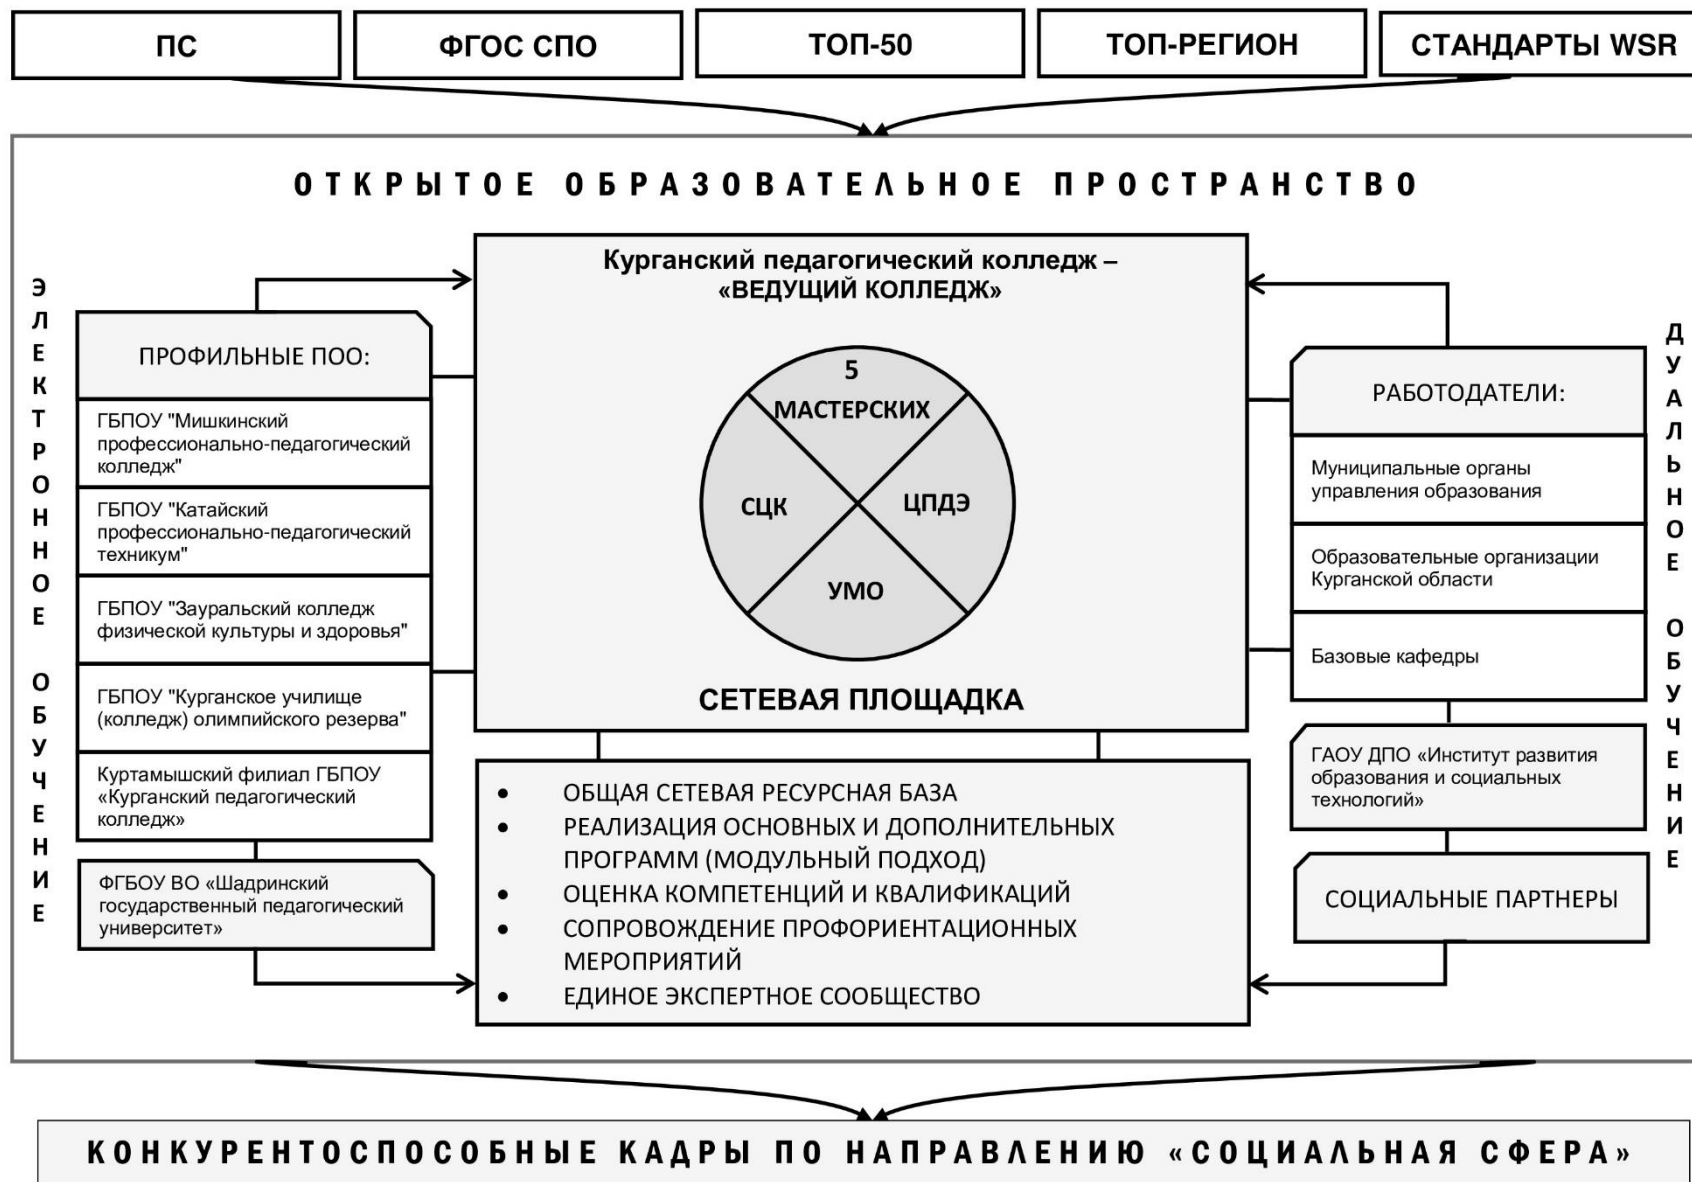 ПС
ФГОС СПО
ТОП-50
ТОП-РЕГИОН
СТАНДАРТЫ WSR
ОТКРЫТОЕ ОБРАЗОВАТЕЛЬНОЕ ПРОСТРАНСТВО
ЭЛЕКТРОННОЕ ОБУЧЕНИЕ
ПРОФИЛЬНЫЕ ПОО:
ГБПОУ "Мишкинский
профессионально-педагогический
колледж"
ГБПОУ "Катайский
профессионально-педагогический
техникум"
ГБПОУ "Зауральский колледж
физической культуры и здоровья"
ГБПОУ "Курганское училище
(колледж) олимпийского резерва"
Куртамышский филиал ГБПОУ
«Курганский педагогический
колледж»
ФГБОУ ВО «Шадринский
государственный педагогический
университет»
Курганский педагогический колледж –
«ВЕДУЩИЙ КОЛЛЕДЖ»
5
МАСТЕРСКИХ
СЦК
ЦПДЭ
УМО
СЕТЕВАЯ ПЛОЩАДКА
• ОБЩАЯ СЕТЕВАЯ РЕСУРСНАЯ БАЗА
• РЕАЛИЗАЦИЯ ОСНОВНЫХ И ДОПОЛНИТЕЛЬНЫХ
ПРОГРАММ (МОДУЛЬНЫЙ ПОДХОД)
• ОЦЕНКА КОМПЕТЕНЦИЙ И КВАЛИФИКАЦИЙ
• СОПРОВОЖДЕНИЕ ПРОФОРИЕНТАЦИОННЫХ
МЕРОПРИЯТИЙ
• ЕДИНОЕ ЭКСПЕРТНОЕ СООБЩЕСТВО
РАБОТОДАТЕЛИ:
Муниципальные органы
управления образования
Образовательные организации
Курганской области
Базовые кафедры
ГАОУ ДПО «Институт развития
образования и социальных
технологий»
СОЦИАЛЬНЫЕ ПАРТНЕРЫ
ДУАЛЬНОЕ ОБУЧЕНИЕ
КОНКУРЕНТОСПОСОБНЫЕ КАДРЫ ПО НАПРАВЛЕНИЮ «СОЦИАЛЬНАЯ СФЕРА»